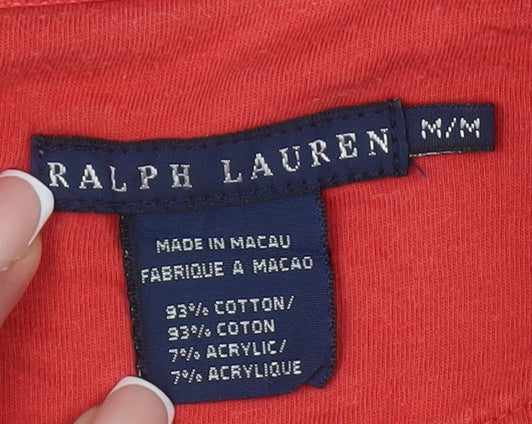 RALPH LAUREN
M/M
MADE IN MACAU
FABRIQUE A MACAO
93% COTTON/
93% COTON
7% ACRYLIC/
7% ACRYLIQUE